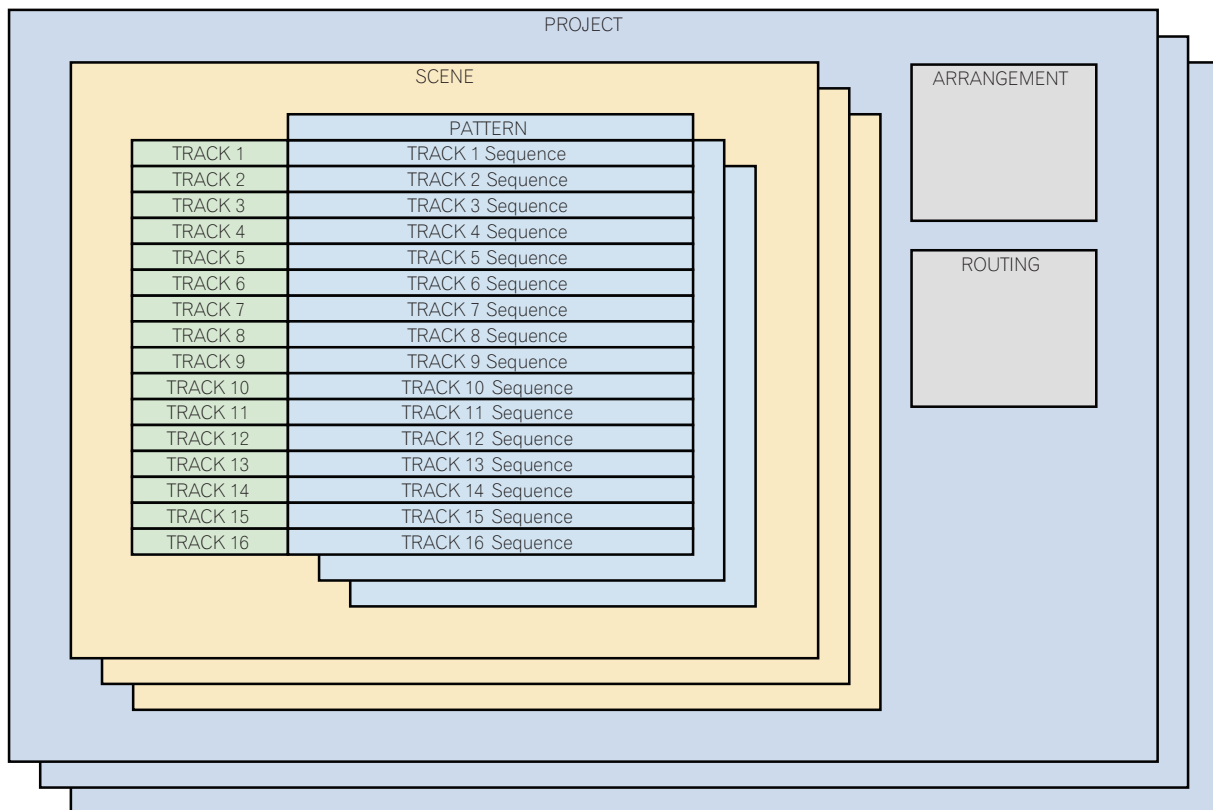 PROJECT
SCENE
ARRANGEMENT
PATTERN
TRACK 1 TRACK 1 Sequence
TRACK 2 TRACK 2 Sequence
TRACK 3 TRACK 3 Sequence
TRACK 4 TRACK 4 Sequence
TRACK 5 TRACK 5 Sequence
TRACK 6 TRACK 6 Sequence
TRACK 7 TRACK 7 Sequence
TRACK 8 TRACK 8 Sequence
TRACK 9 TRACK 9 Sequence
TRACK 10 TRACK 10 Sequence
TRACK 11 TRACK 11 Sequence
TRACK 12 TRACK 12 Sequence
TRACK 13 TRACK 13 Sequence
TRACK 14 TRACK 14 Sequence
TRACK 15 TRACK 15 Sequence
TRACK 16 TRACK 16 Sequence
ROUTING